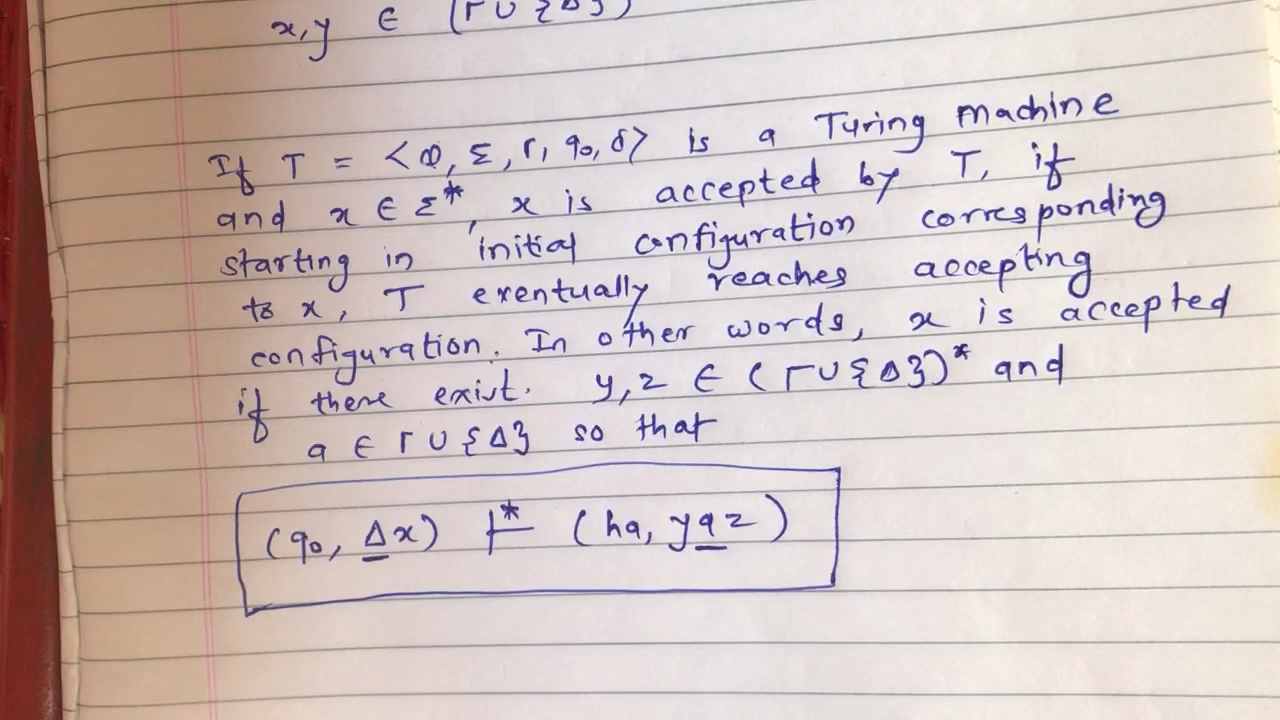 x, y ∈ (Γ ∪ {Δ})
If T = <Q, Σ, Γ, q0, δ> is a Turing Machine
and x ∈ Σ*, x is accepted by T, if
starting in initial configuration corresponding
to x, T eventually reaches accepting
configuration. In other words, x is accepted
if there exist. y, z ∈ (Γ ∪ {Δ})* and
a ∈ Γ ∪ {Δ} so that
(q0, Δx) ⊢* (ha, yaz)